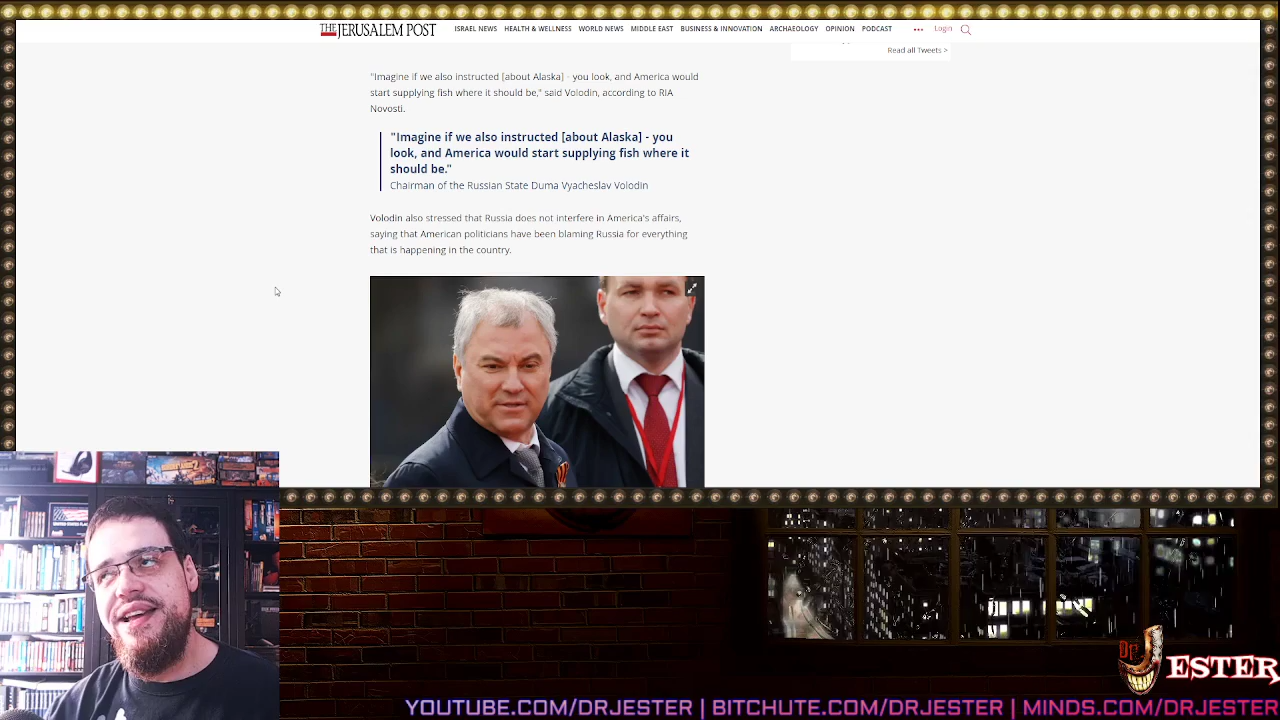 THE JERUSALEM POST
ISRAEL NEWS HEALTH & WELLNESS WORLD NEWS MIDDLE EAST BUSINESS & INNOVATION ARCHAEOLOGY OPINION PODCAST ••• Login
Read all Tweets >
"Imagine if we also instructed [about Alaska] - you look, and America would
start supplying fish where it should be," said Volodin, according to RIA
Novosti.
"Imagine if we also instructed [about Alaska] - you
look, and America would start supplying fish where it
should be."
Chairman of the Russian State Duma Vyacheslav Volodin
Volodin also stressed that Russia does not interfere in America's affairs,
saying that American politicians have been blaming Russia for everything
that is happening in the country.
Dr
JESTER
YOUTUBE.COM/DRJESTER | BITCHUTE.COM/DRJESTER | MINDS.COM/DRJESTER